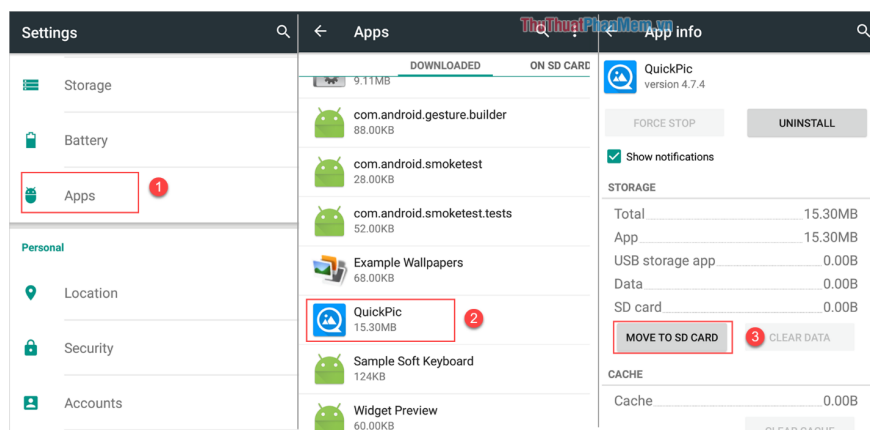 Settings
Storage
Battery
Apps
1
Personal
Location
Security
Accounts
Apps
DOWNLOADED
ON SD CARD
9.11MB
com.android.gesture.builder
88.00KB
com.android.smoketest
28.00KB
com.android.smoketest.tests
52.00KB
Example Wallpapers
68.00KB
QuickPic
15.30MB
2
Sample Soft Keyboard
124KB
Widget Preview
60.00KB
ThuThuatPhanMem.vn
App info
QuickPic
version 4.7.4
FORCE STOP
UNINSTALL
Show notifications
STORAGE
Total 15.30MB
App 15.30MB
USB storage app 0.00B
Data 0.00B
SD card 0.00B
MOVE TO SD CARD
3
CLEAR DATA
CACHE
Cache 0.00B
CLEAR CACHE